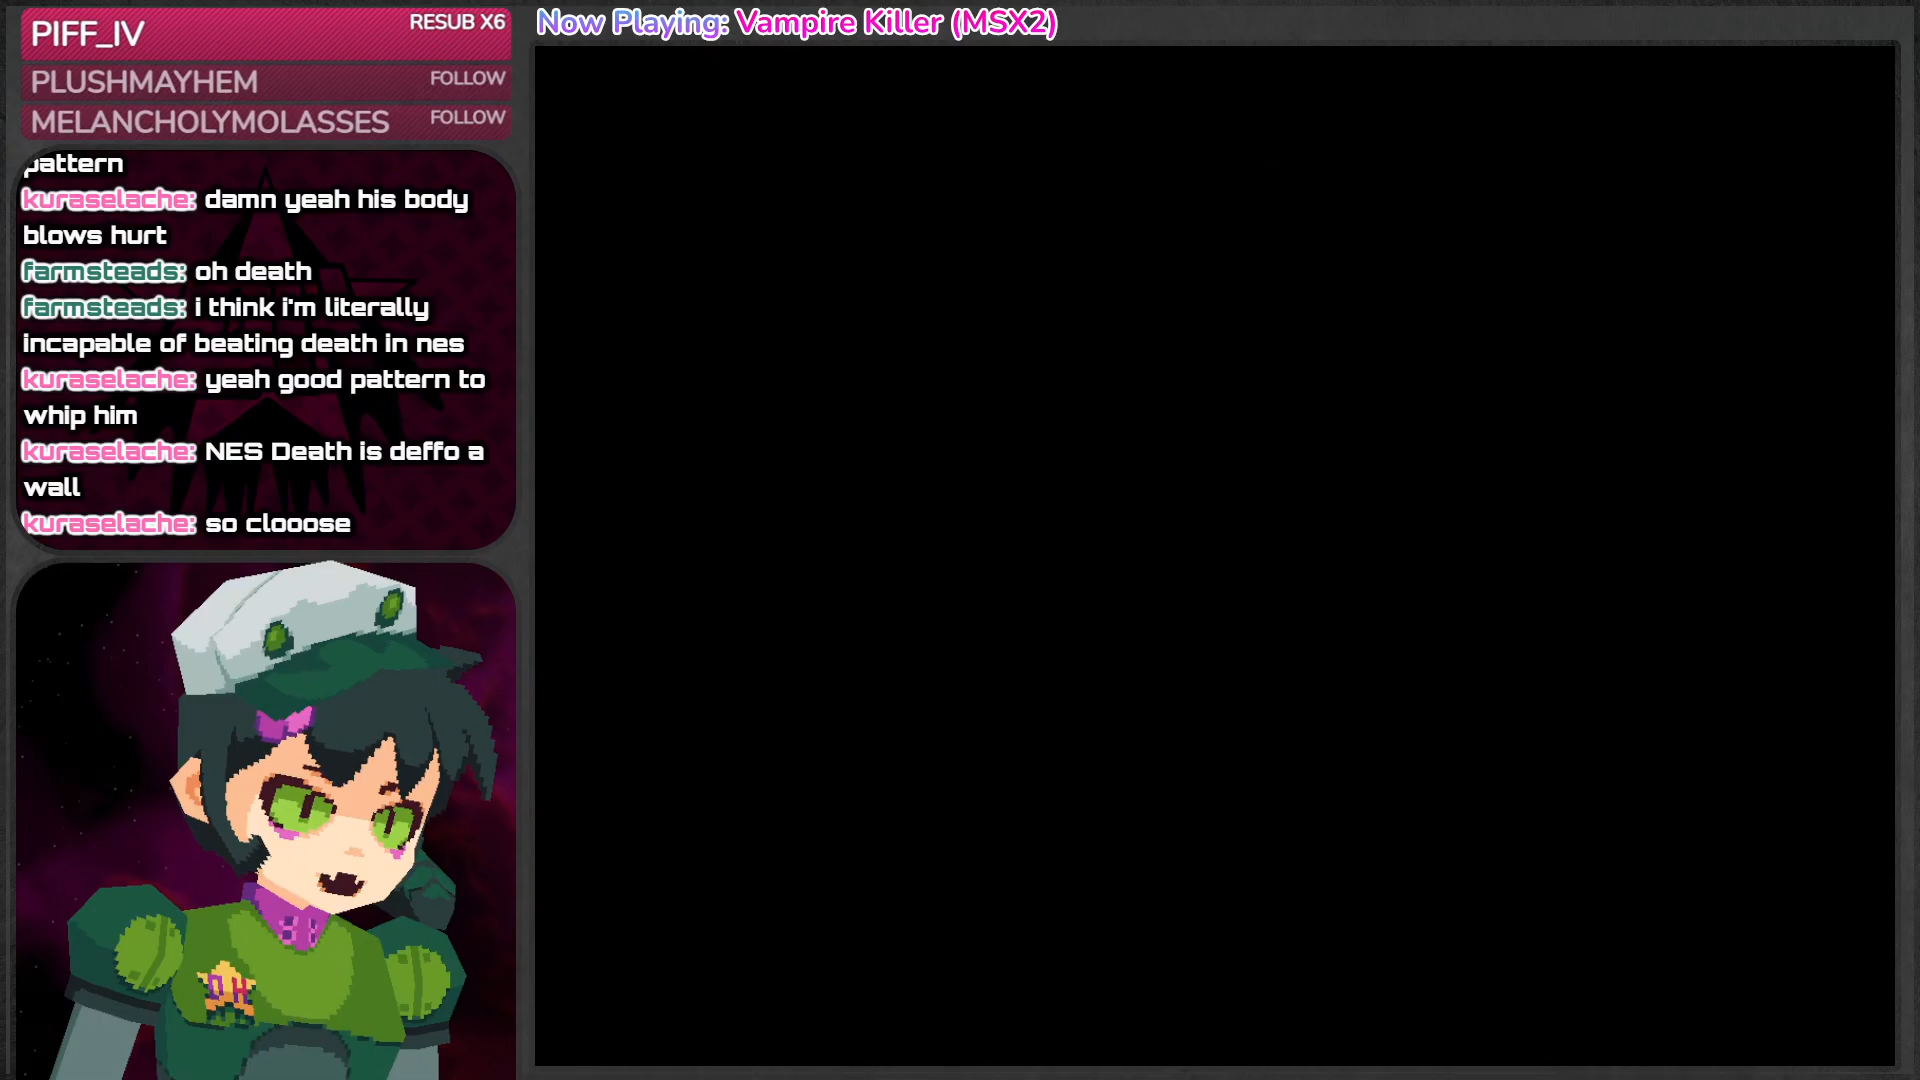 PIFF_IV RESUB X6
PLUSHMAYHEM FOLLOW
MELANCHOLYMOLASSES FOLLOW
Now Playing: Vampire Killer (MSX2)
pattern
kuraselache: damn yeah his body
blows hurt
farmsteads: oh death
farmsteads: i think i'm literally
incapable of beating death in nes
kuraselache: yeah good pattern to
whip him
kuraselache: NES Death is deffo a
wall
kuraselache: so clooose